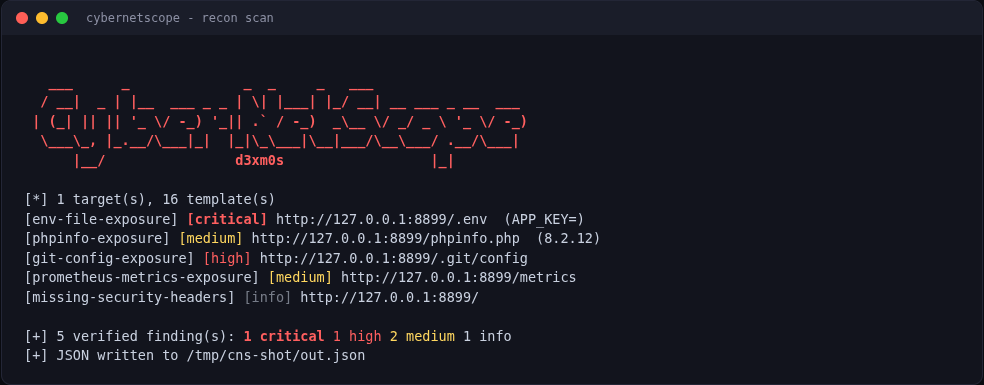 cybernetscope - recon scan
CyberNetScope
d3xm0s
[*] 1 target(s), 16 template(s)
[env-file-exposure] [critical] http://127.0.0.1:8899/.env  (APP_KEY=)
[phpinfo-exposure] [medium] http://127.0.0.1:8899/phpinfo.php  (8.2.12)
[git-config-exposure] [high] http://127.0.0.1:8899/.git/config
[prometheus-metrics-exposure] [medium] http://127.0.0.1:8899/metrics
[missing-security-headers] [info] http://127.0.0.1:8899/
[+] 5 verified finding(s): 1 critical 1 high 2 medium 1 info
[+] JSON written to /tmp/cns-shot/out.json